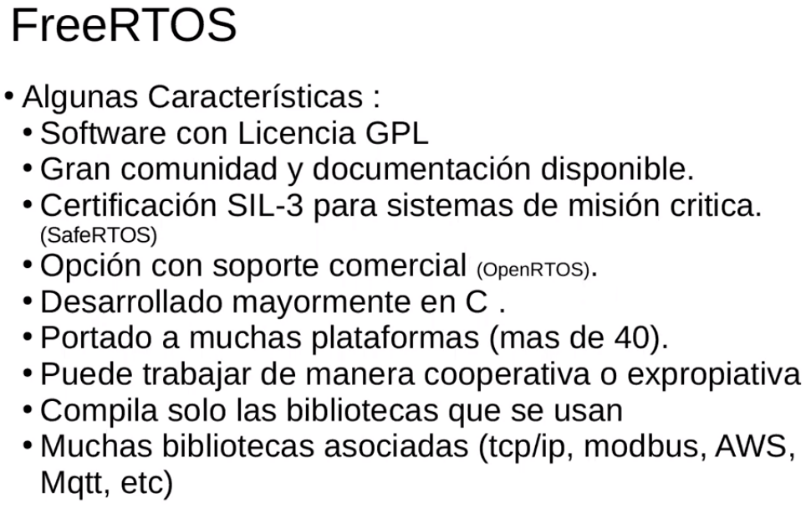 FreeRTOS
• Algunas Características :
• Software con Licencia GPL
• Gran comunidad y documentación disponible.
• Certificación SIL-3 para sistemas de misión critica.
(SafeRTOS)
• Opción con soporte comercial (OpenRTOS).
• Desarrollado mayormente en C .
• Portado a muchas plataformas (mas de 40).
• Puede trabajar de manera cooperativa o expropiativa
• Compila solo las bibliotecas que se usan
• Muchas bibliotecas asociadas (tcp/ip, modbus, AWS,
Mqtt, etc)